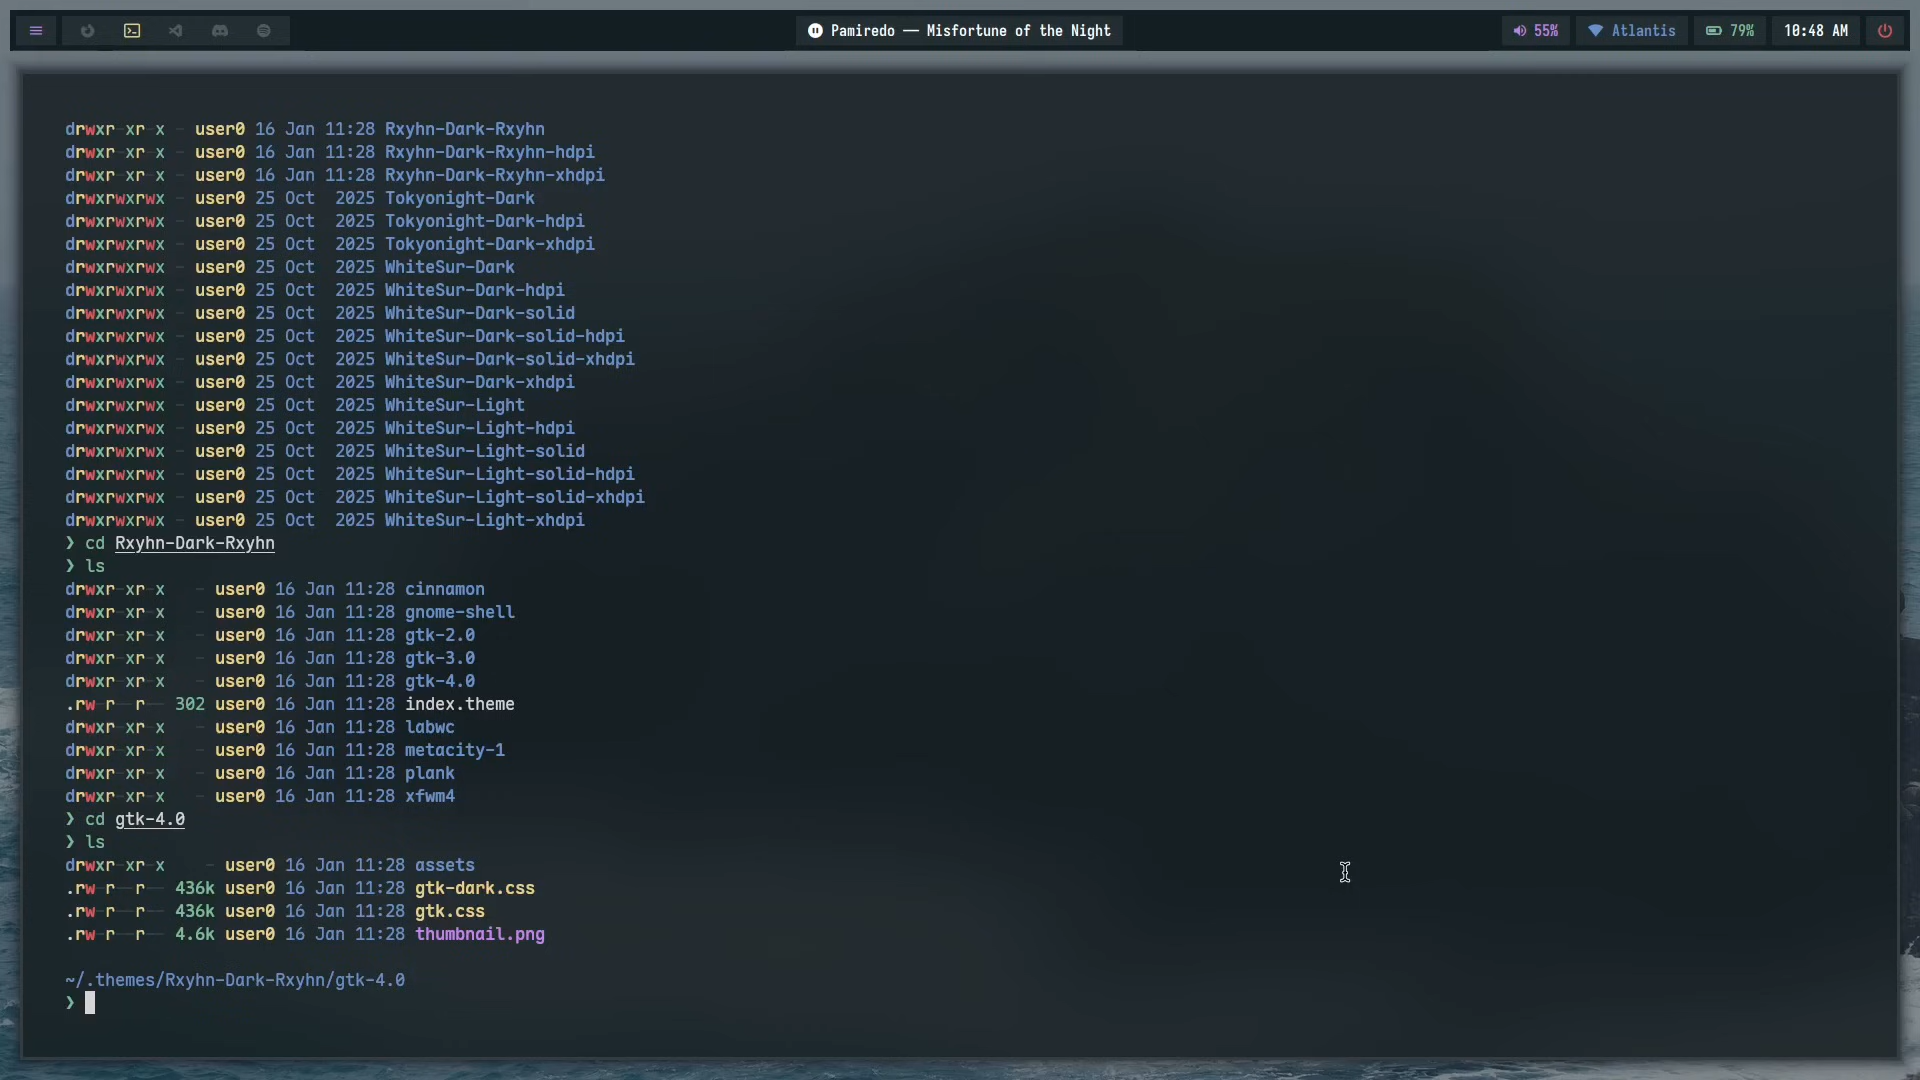 Pamiredo — Misfortune of the Night
55%
Atlantis
79%
10:48 AM
drwxr-xr-x - user0 16 Jan 11:28 Rxyhn-Dark-Rxyhn
drwxr-xr-x - user0 16 Jan 11:28 Rxyhn-Dark-Rxyhn-hdpi
drwxr-xr-x - user0 16 Jan 11:28 Rxyhn-Dark-Rxyhn-xhdpi
drwxrwxrwx - user0 25 Oct  2025 Tokyonight-Dark
drwxrwxrwx - user0 25 Oct  2025 Tokyonight-Dark-hdpi
drwxrwxrwx - user0 25 Oct  2025 Tokyonight-Dark-xhdpi
drwxrwxrwx - user0 25 Oct  2025 WhiteSur-Dark
drwxrwxrwx - user0 25 Oct  2025 WhiteSur-Dark-hdpi
drwxrwxrwx - user0 25 Oct  2025 WhiteSur-Dark-solid
drwxrwxrwx - user0 25 Oct  2025 WhiteSur-Dark-solid-hdpi
drwxrwxrwx - user0 25 Oct  2025 WhiteSur-Dark-solid-xhdpi
drwxrwxrwx - user0 25 Oct  2025 WhiteSur-Dark-xhdpi
drwxrwxrwx - user0 25 Oct  2025 WhiteSur-Light
drwxrwxrwx - user0 25 Oct  2025 WhiteSur-Light-hdpi
drwxrwxrwx - user0 25 Oct  2025 WhiteSur-Light-solid
drwxrwxrwx - user0 25 Oct  2025 WhiteSur-Light-solid-hdpi
drwxrwxrwx - user0 25 Oct  2025 WhiteSur-Light-solid-xhdpi
drwxrwxrwx - user0 25 Oct  2025 WhiteSur-Light-xhdpi
❯ cd Rxyhn-Dark-Rxyhn
❯ ls
drwxr-xr-x   - user0 16 Jan 11:28 cinnamon
drwxr-xr-x   - user0 16 Jan 11:28 gnome-shell
drwxr-xr-x   - user0 16 Jan 11:28 gtk-2.0
drwxr-xr-x   - user0 16 Jan 11:28 gtk-3.0
drwxr-xr-x   - user0 16 Jan 11:28 gtk-4.0
.rw-r--r-- 302 user0 16 Jan 11:28 index.theme
drwxr-xr-x   - user0 16 Jan 11:28 labwc
drwxr-xr-x   - user0 16 Jan 11:28 metacity-1
drwxr-xr-x   - user0 16 Jan 11:28 plank
drwxr-xr-x   - user0 16 Jan 11:28 xfwm4
❯ cd gtk-4.0
❯ ls
drwxr-xr-x    - user0 16 Jan 11:28 assets
.rw-r--r-- 436k user0 16 Jan 11:28 gtk-dark.css
.rw-r--r-- 436k user0 16 Jan 11:28 gtk.css
.rw-r--r-- 4.6k user0 16 Jan 11:28 thumbnail.png
~/.themes/Rxyhn-Dark-Rxyhn/gtk-4.0
❯